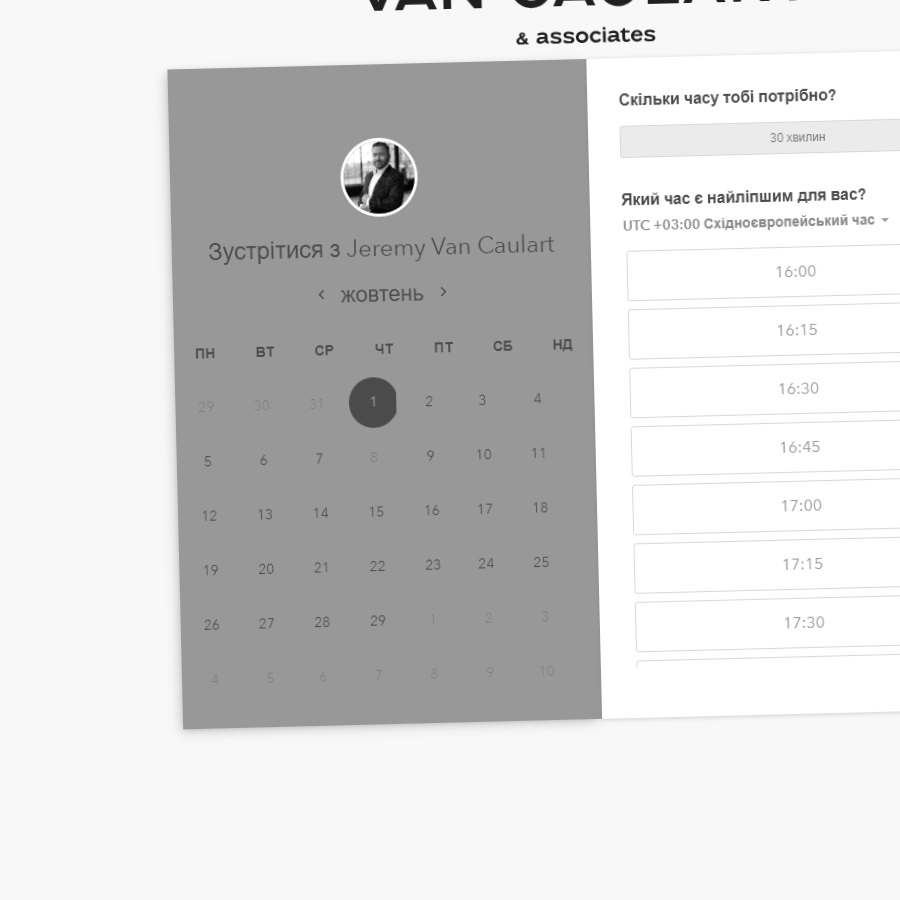 VAN CAULART
& associates
Зустрітися з Jeremy Van Caulart
жовтень
ПН ВТ СР ЧТ ПТ СБ НД
29 30 31 1 2 3 4
5 6 7 8 9 10 11
12 13 14 15 16 17 18
19 20 21 22 23 24 25
26 27 28 29 1 2 3
4 5 6 7 8 9 10
Скільки часу тобі потрібно?
30 хвилин
Який час є найліпшим для вас?
UTC +03:00 Східноєвропейський час
16:00
16:15
16:30
16:45
17:00
17:15
17:30